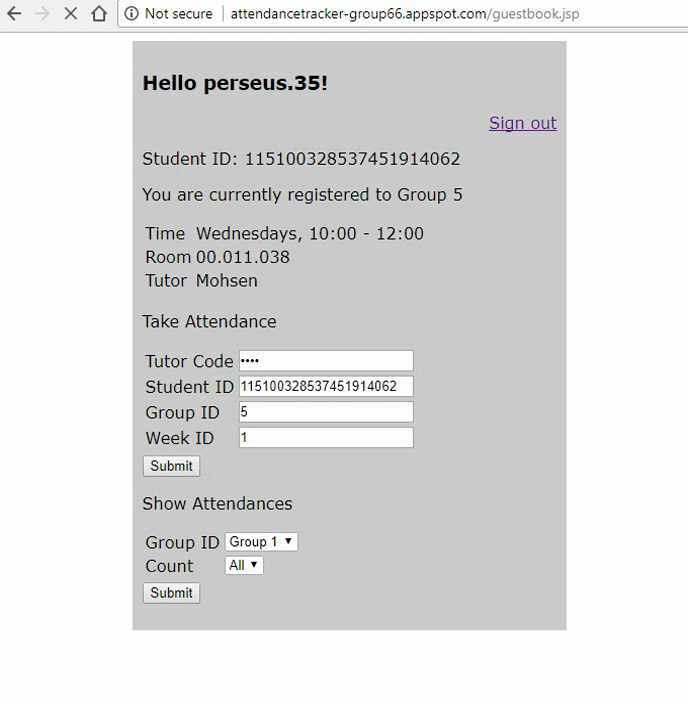 Not secure attendancetracker-group66.appspot.com/guestbook.jsp
Hello perseus.35!
Sign out
Student ID: 115100328537451914062
You are currently registered to Group 5
Time Wednesdays, 10:00 - 12:00
Room 00.011.038
Tutor Mohsen
Take Attendance
Tutor Code ••••
Student ID 115100328537451914062
Group ID 5
Week ID 1
Submit
Show Attendances
Group ID Group 1
Count All
Submit